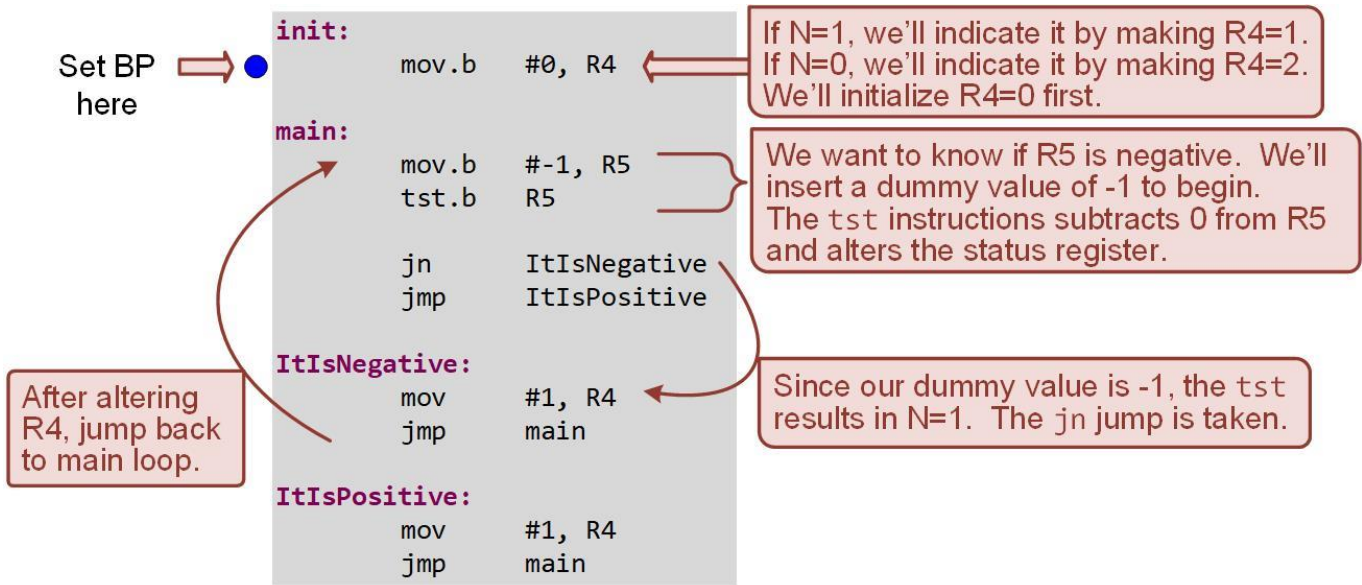 Set BP
here
init:
mov.b #0, R4
If N=1, we'll indicate it by making R4=1.
If N=0, we'll indicate it by making R4=2.
We'll initialize R4=0 first.
main:
mov.b #-1, R5
tst.b R5
We want to know if R5 is negative. We'll
insert a dummy value of -1 to begin.
The tst instructions subtracts 0 from R5
and alters the status register.
jn ItIsNegative
jmp ItIsPositive
ItIsNegative:
mov #1, R4
jmp main
Since our dummy value is -1, the tst
results in N=1. The jn jump is taken.
After altering
R4, jump back
to main loop.
ItIsPositive:
mov #1, R4
jmp main